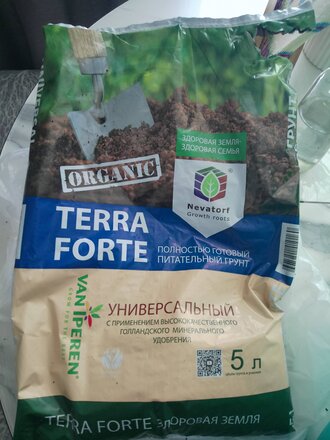 ЗДОРОВАЯ ЗЕМЛЯ-
ЗДОРОВАЯ СЕМЬЯ
ORGANIC
Nevatorf
Growth roots
TERRA
FORTE
ПОЛНОСТЬЮ ГОТОВЫЙ
ПИТАТЕЛЬНЫЙ ГРУНТ
VAN IPEREN
УНИВЕРСАЛЬНЫЙ
С ПРИМЕНЕНИЕМ ВЫСОКОКАЧЕСТВЕННОГО
ГОЛЛАНДСКОГО МИНЕРАЛЬНОГО
УДОБРЕНИЯ
5 л
TERRA FORTE ЗДОРОВАЯ ЗЕМЛЯ